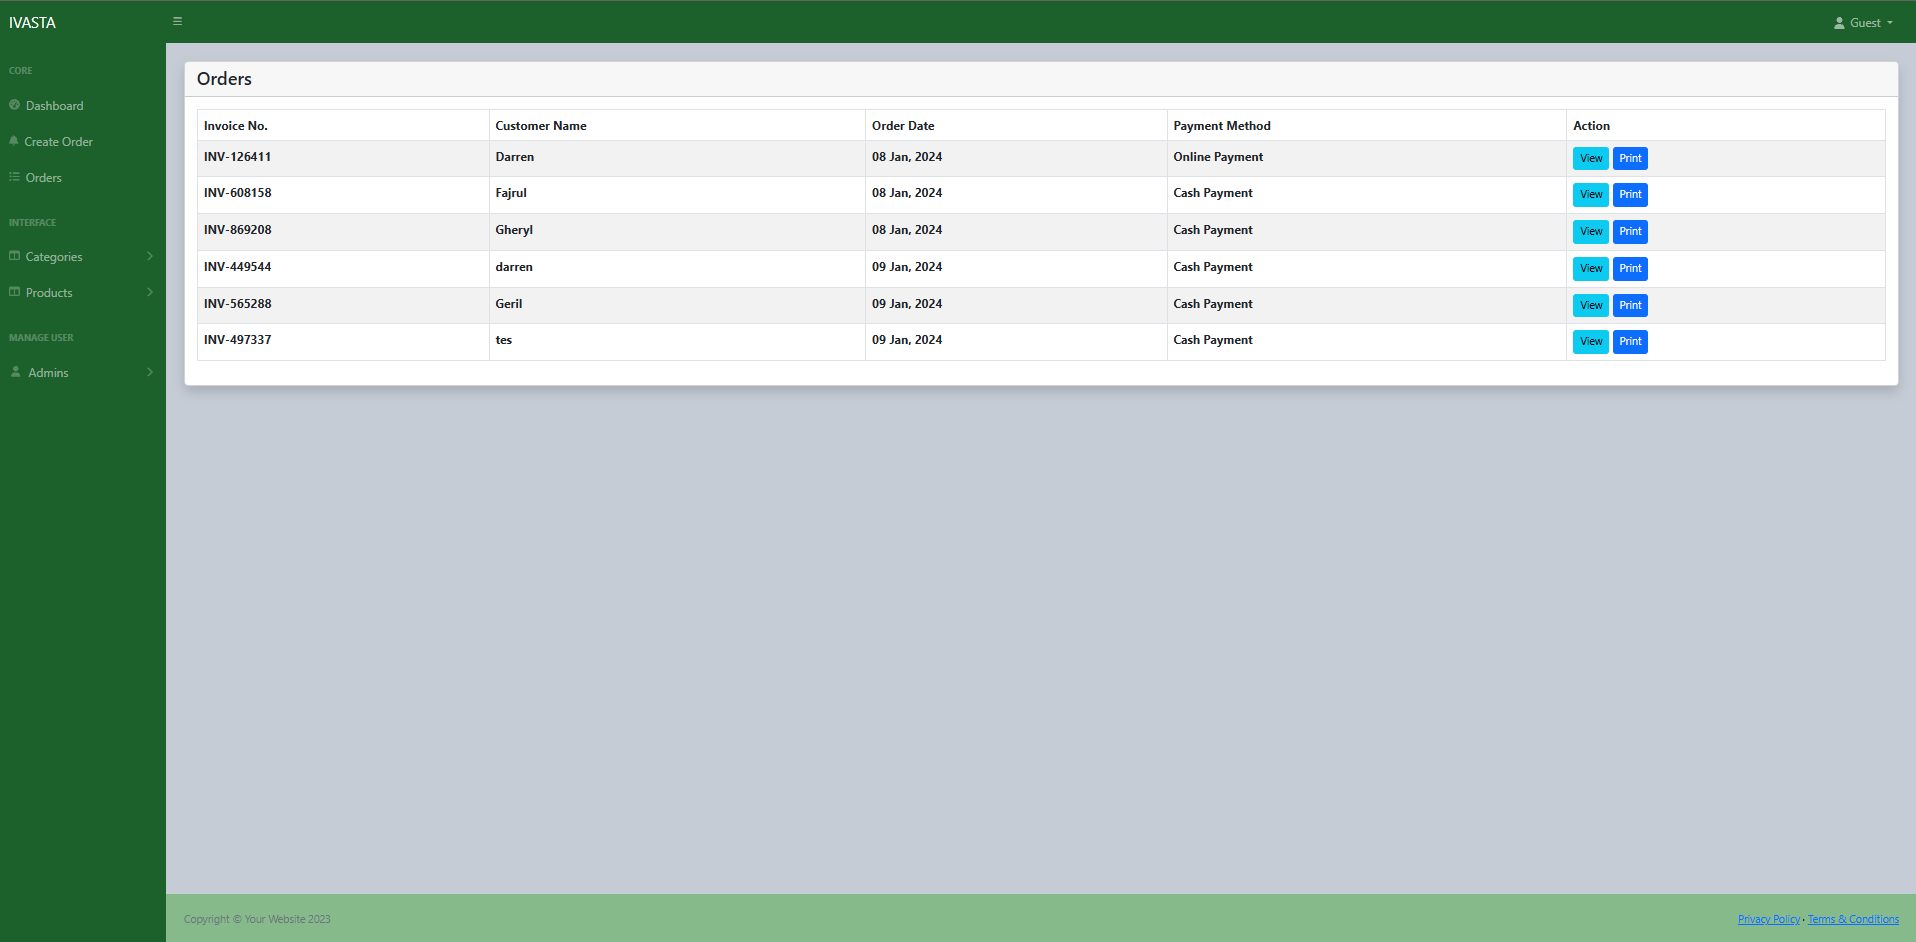 IVASTA
Guest
CORE
Dashboard
Create Order
Orders
INTERFACE
Categories
Products
MANAGE USER
Admins
Orders
Invoice No. Customer Name Order Date Payment Method Action
INV-126411 Darren 08 Jan, 2024 Online Payment View Print
INV-608158 Fajrul 08 Jan, 2024 Cash Payment View Print
INV-869208 Gheryl 08 Jan, 2024 Cash Payment View Print
INV-449544 darren 09 Jan, 2024 Cash Payment View Print
INV-565288 Geril 09 Jan, 2024 Cash Payment View Print
INV-497337 tes 09 Jan, 2024 Cash Payment View Print
Copyright © Your Website 2023 Privacy Policy · Terms & Conditions